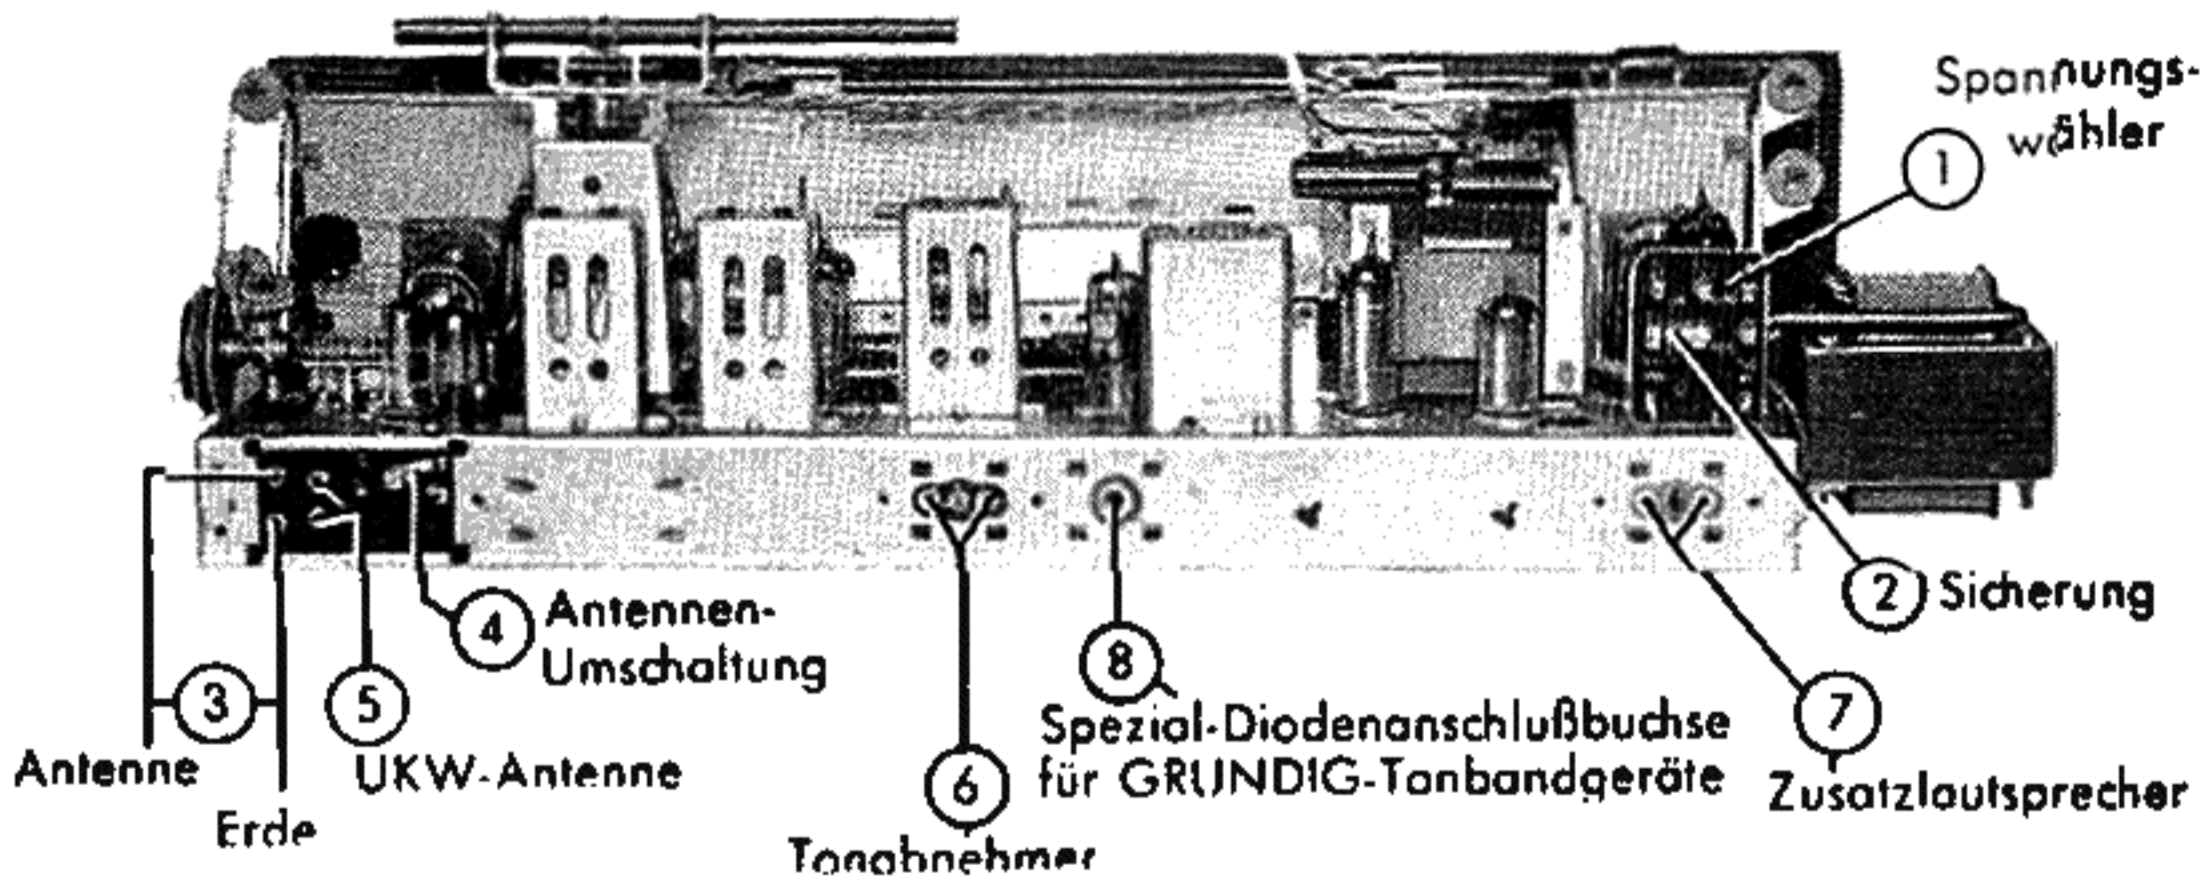 Spannungs-
wähler
1
2 Sicherung
4 Antennen-
Umschaltung
3
5
8
7
Antenne
UKW-Antenne
Erde
6
Spezial-Diodenanschlußbuchse
für GRUNDIG-Tonbandgeräte
Zusatzlautsprecher
Tonabnehmer